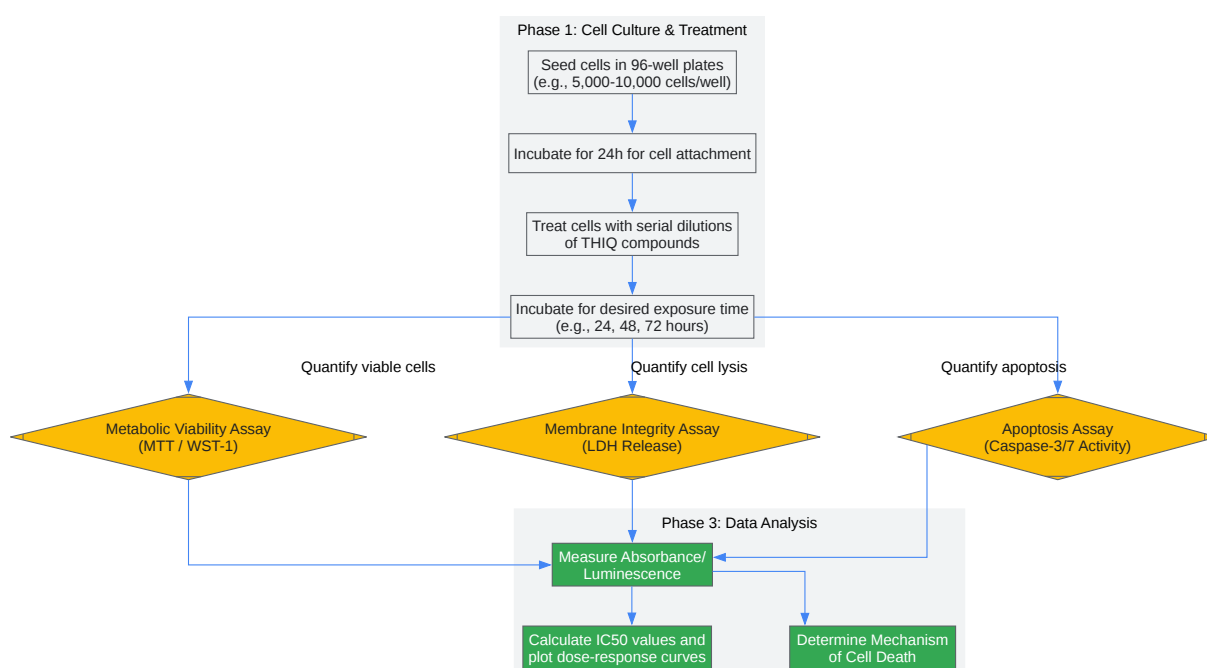 Phase 1: Cell Culture & Treatment
Seed cells in 96-well plates
(e.g., 5,000-10,000 cells/well)
Incubate for 24h for cell attachment
Treat cells with serial dilutions
of THIQ compounds
Incubate for desired exposure time
(e.g., 24, 48, 72 hours)
Quantify viable cells
Quantify cell lysis
Quantify apoptosis
Metabolic Viability Assay
(MTT / WST-1)
Membrane Integrity Assay
(LDH Release)
Apoptosis Assay
(Caspase-3/7 Activity)
Phase 3: Data Analysis
Measure Absorbance/
Luminescence
Calculate IC50 values and
plot dose-response curves
Determine Mechanism
of Cell Death